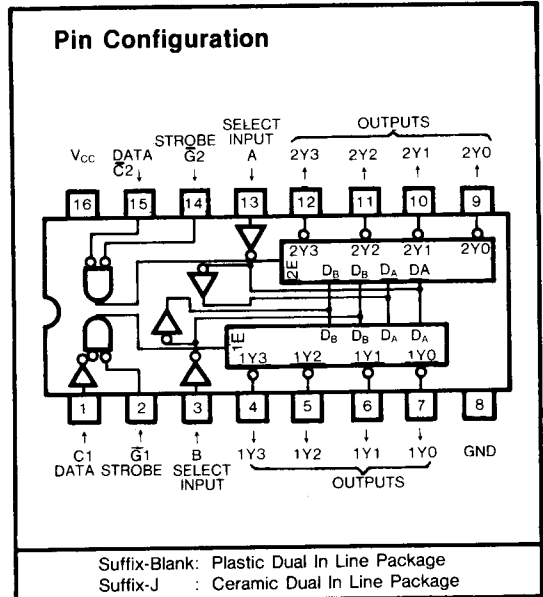 Pin Configuration
OUTPUTS
SELECT
INPUT
A
STROBE
G̅2
DATA
C̅2
VCC
2Y3 2Y2 2Y1 2Y0
16 15 14 13 12 11 10 9
2Y3 2Y2 2Y1 2Y0
2E
DB DB DA DA
DB DB DA DA
1E
1Y3 1Y2 1Y1 1Y0
1 2 3 4 5 6 7 8
C1 G̅1 B 1Y3 1Y2 1Y1 1Y0 GND
DATA STROBE SELECT
INPUT
OUTPUTS
Suffix-Blank: Plastic Dual In Line Package
Suffix-J : Ceramic Dual In Line Package